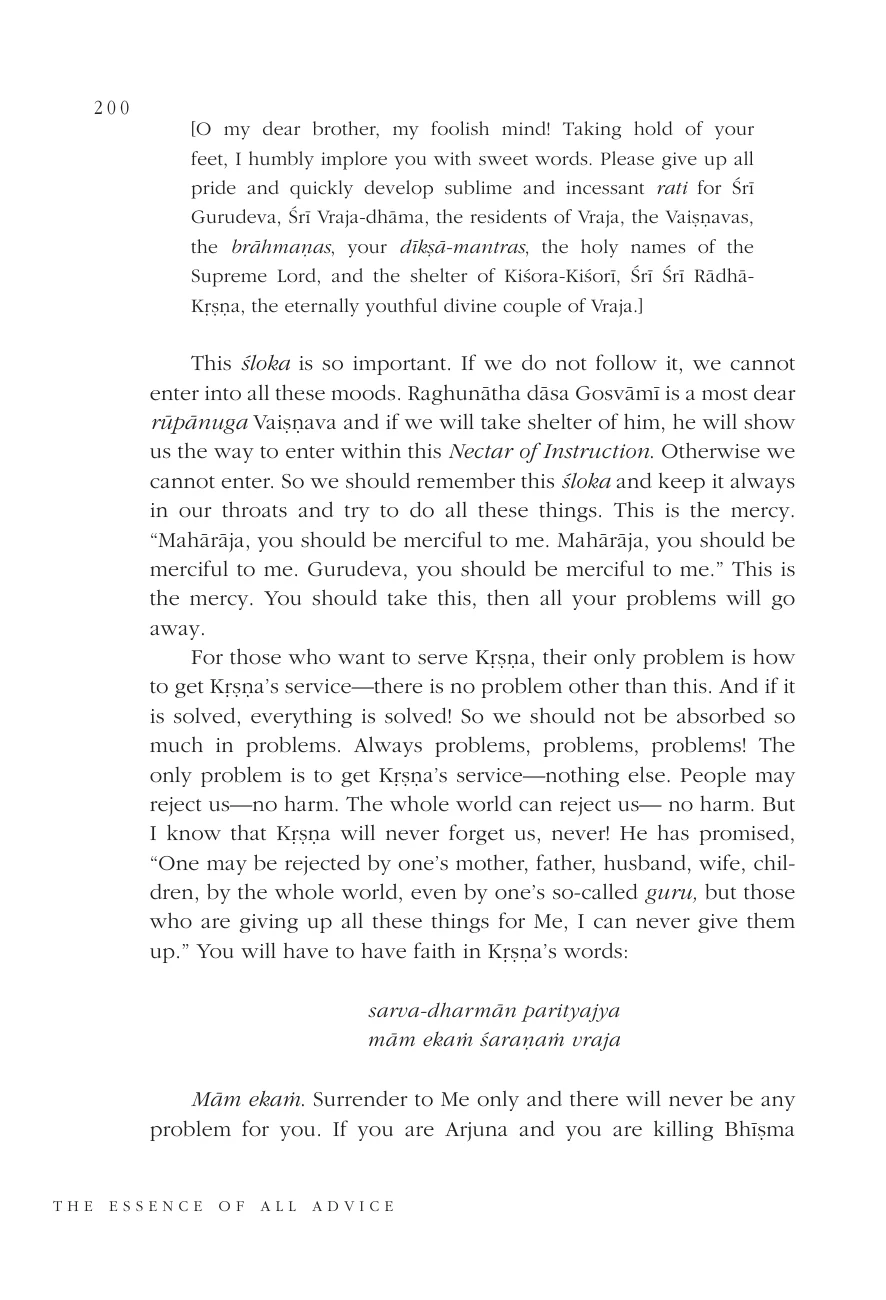 200
[O my dear brother, my foolish mind! Taking hold of your
feet, I humbly implore you with sweet words. Please give up all
pride and quickly develop sublime and incessant rati for Śrī
Gurudeva, Śrī Vraja-dhāma, the residents of Vraja, the Vaiṣṇavas,
the brāhmaṇas, your dīkṣā-mantras, the holy names of the
Supreme Lord, and the shelter of Kiśora-Kiśorī, Śrī Śrī Rādhā-
Kṛṣṇa, the eternally youthful divine couple of Vraja.]
This śloka is so important. If we do not follow it, we cannot
enter into all these moods. Raghunātha dāsa Gosvāmī is a most dear
rūpānuga Vaiṣṇava and if we will take shelter of him, he will show
us the way to enter within this Nectar of Instruction. Otherwise we
cannot enter. So we should remember this śloka and keep it always
in our throats and try to do all these things. This is the mercy.
“Mahārāja, you should be merciful to me. Mahārāja, you should be
merciful to me. Gurudeva, you should be merciful to me.” This is
the mercy. You should take this, then all your problems will go
away.
For those who want to serve Kṛṣṇa, their only problem is how
to get Kṛṣṇa’s service—there is no problem other than this. And if it
is solved, everything is solved! So we should not be absorbed so
much in problems. Always problems, problems, problems! The
only problem is to get Kṛṣṇa’s service—nothing else. People may
reject us—no harm. The whole world can reject us— no harm. But
I know that Kṛṣṇa will never forget us, never! He has promised,
“One may be rejected by one’s mother, father, husband, wife, chil-
dren, by the whole world, even by one’s so-called guru, but those
who are giving up all these things for Me, I can never give them
up.” You will have to have faith in Kṛṣṇa’s words:
sarva-dharmān parityajya
mām ekaṁ śaraṇaṁ vraja
Mām ekaṁ. Surrender to Me only and there will never be any
problem for you. If you are Arjuna and you are killing Bhīṣma
THE ESSENCE OF ALL ADVICE